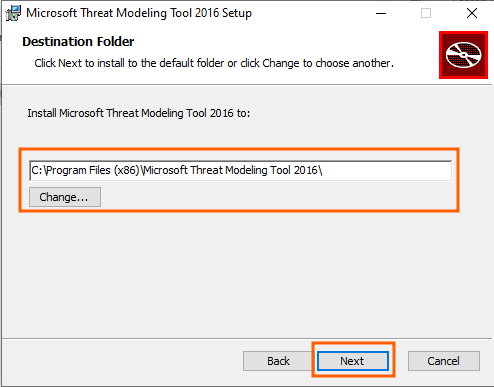 Microsoft Threat Modeling Tool 2016 Setup
Destination Folder
Click Next to install to the default folder or click Change to choose another.
Install Microsoft Threat Modeling Tool 2016 to:
C:\Program Files (x86)\Microsoft Threat Modeling Tool 2016\
Change...
Back Next Cancel